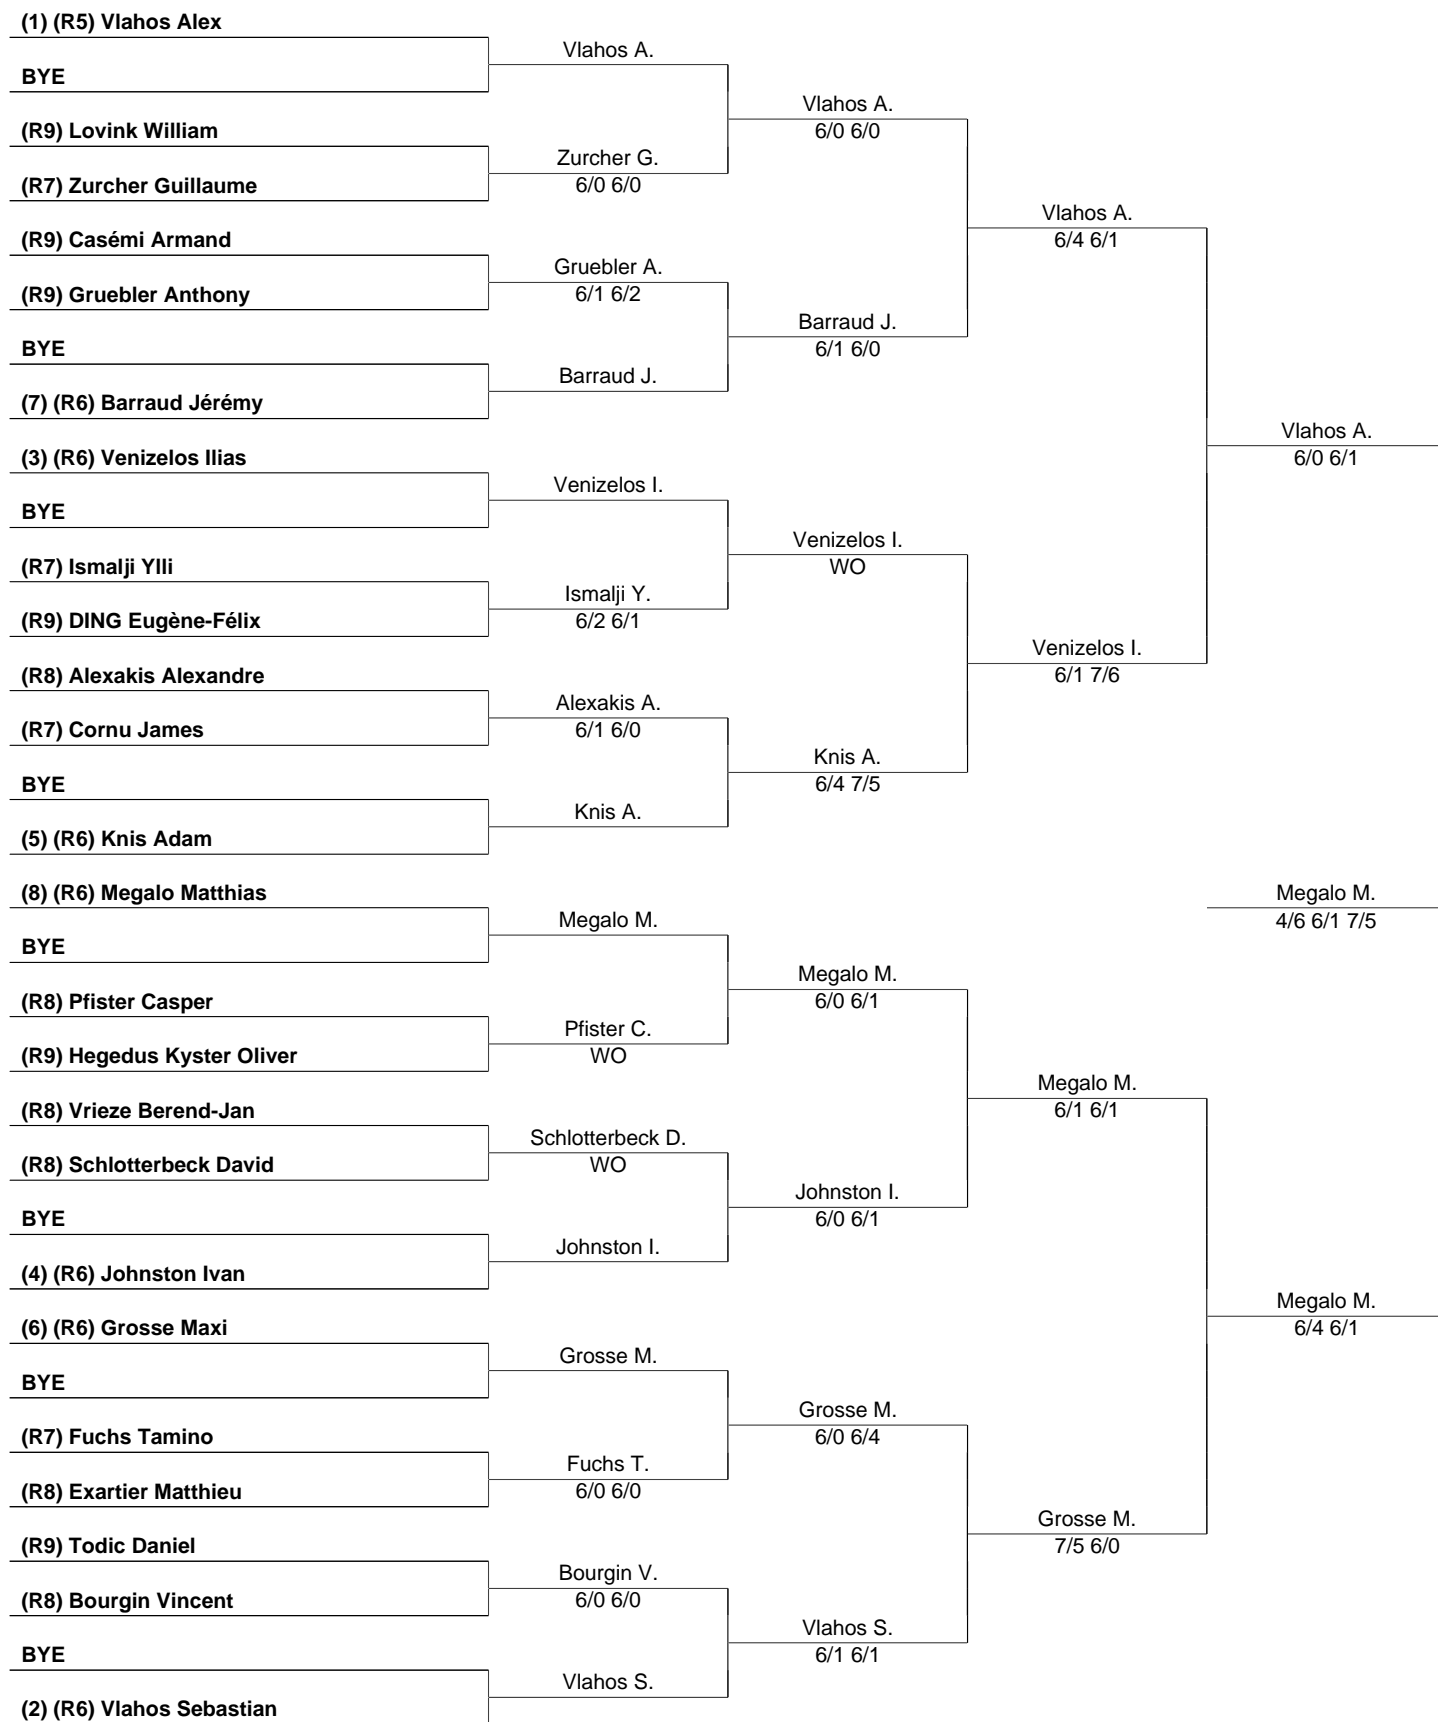 (1) (R5) Vlahos Alex
BYE
(R9) Lovink William
(R7) Zurcher Guillaume
(R9) Casémi Armand
(R9) Gruebler Anthony
BYE
(7) (R6) Barraud Jérémy
(3) (R6) Venizelos Ilias
BYE
(R7) Ismalji Ylli
(R9) DING Eugène-Félix
(R8) Alexakis Alexandre
(R7) Cornu James
BYE
(5) (R6) Knis Adam
(8) (R6) Megalo Matthias
BYE
(R8) Pfister Casper
(R9) Hegedus Kyster Oliver
(R8) Vrieze Berend-Jan
(R8) Schlotterbeck David
BYE
(4) (R6) Johnston Ivan
(6) (R6) Grosse Maxi
BYE
(R7) Fuchs Tamino
(R8) Exartier Matthieu
(R9) Todic Daniel
(R8) Bourgin Vincent
BYE
(2) (R6) Vlahos Sebastian
Vlahos A.
Zurcher G.
6/0 6/0
Gruebler A.
6/1 6/2
Barraud J.
Venizelos I.
Ismalji Y.
6/2 6/1
Alexakis A.
6/1 6/0
Knis A.
Megalo M.
Pfister C.
WO
Schlotterbeck D.
WO
Johnston I.
Grosse M.
Fuchs T.
6/0 6/0
Bourgin V.
6/0 6/0
Vlahos S.
Vlahos A.
6/0 6/0
Barraud J.
6/1 6/0
Venizelos I.
WO
Knis A.
6/4 7/5
Megalo M.
6/0 6/1
Johnston I.
6/0 6/1
Grosse M.
6/0 6/4
Vlahos S.
6/1 6/1
Vlahos A.
6/4 6/1
Venizelos I.
6/1 7/6
Megalo M.
6/1 6/1
Grosse M.
7/5 6/0
Vlahos A.
6/0 6/1
Megalo M.
4/6 6/1 7/5
Megalo M.
6/4 6/1